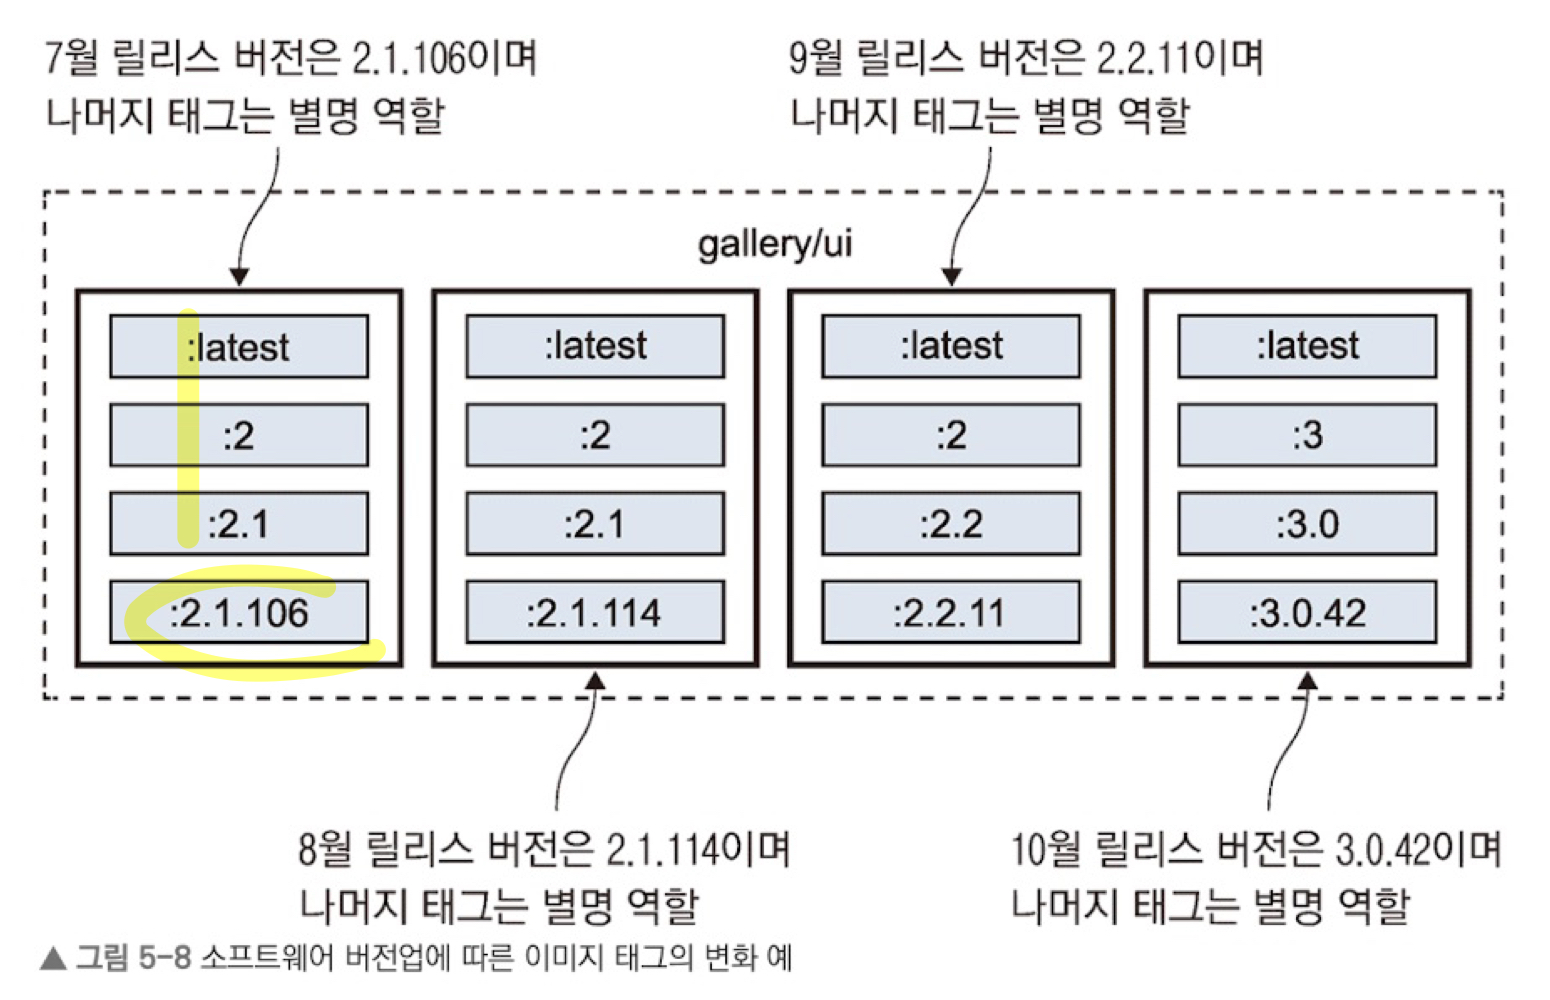 7월 릴리스 버전은 2.1.106이며
나머지 태그는 별명 역할
9월 릴리스 버전은 2.2.11이며
나머지 태그는 별명 역할
gallery/ui
:latest
:2
:2.1
:2.1.106
:latest
:2
:2.1
:2.1.114
:latest
:2
:2.2
:2.2.11
:latest
:3
:3.0
:3.0.42
8월 릴리스 버전은 2.1.114이며
나머지 태그는 별명 역할
10월 릴리스 버전은 3.0.42이며
나머지 태그는 별명 역할
▲ 그림 5-8 소프트웨어 버전업에 따른 이미지 태그의 변화 예